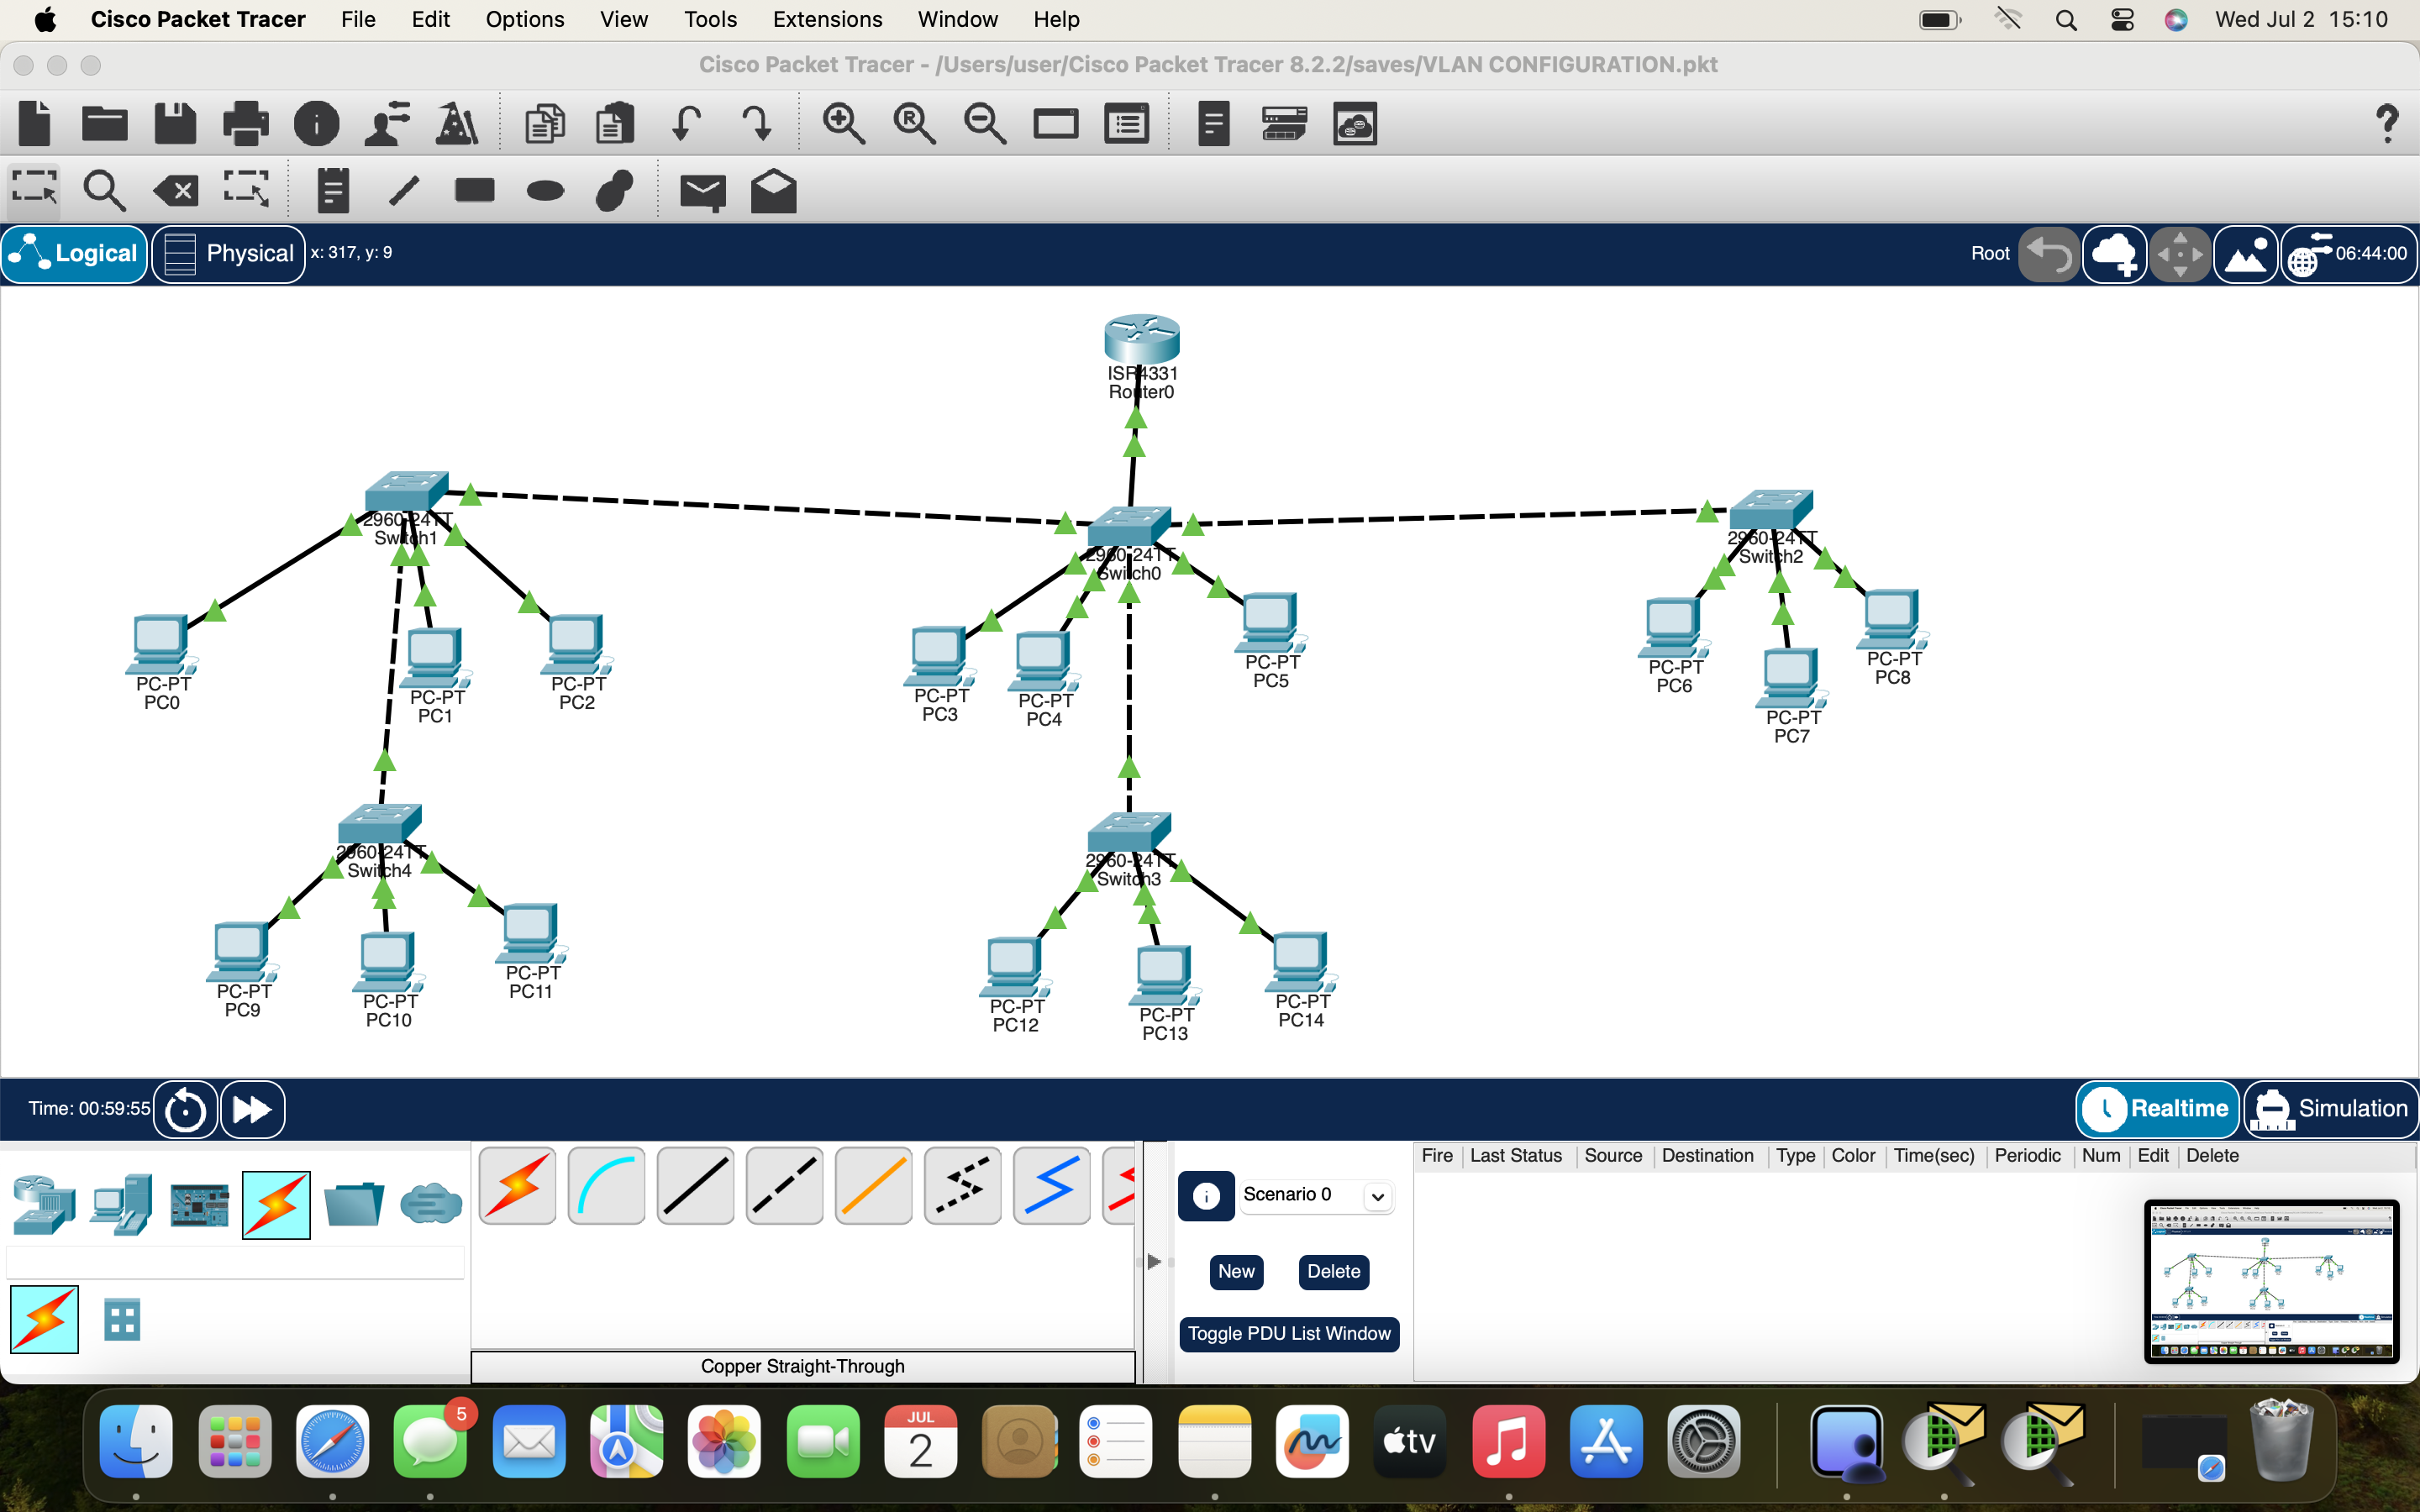 Cisco Packet Tracer File Edit Options View Tools Extensions Window Help Wed Jul 2 15:10
Cisco Packet Tracer - /Users/user/Cisco Packet Tracer 8.2.2/saves/VLAN CONFIGURATION.pkt
Logical Physical x: 317, y: 9 Root 06:44:00
ISR4331
Router0
2960-24TT
Switch1
2960-24TT
Switch0
2960-24TT
Switch2
PC-PT
PC0
PC-PT
PC1
PC-PT
PC2
PC-PT
PC3
PC-PT
PC4
PC-PT
PC5
PC-PT
PC6
PC-PT
PC7
PC-PT
PC8
2960-24TT
Switch4
2960-24TT
Switch3
PC-PT
PC9
PC-PT
PC10
PC-PT
PC11
PC-PT
PC12
PC-PT
PC13
PC-PT
PC14
Time: 00:59:55 Realtime Simulation
Fire Last Status Source Destination Type Color Time(sec) Periodic Num Edit Delete
Scenario 0
New Delete
Toggle PDU List Window
Copper Straight-Through
5
JUL
2
tv